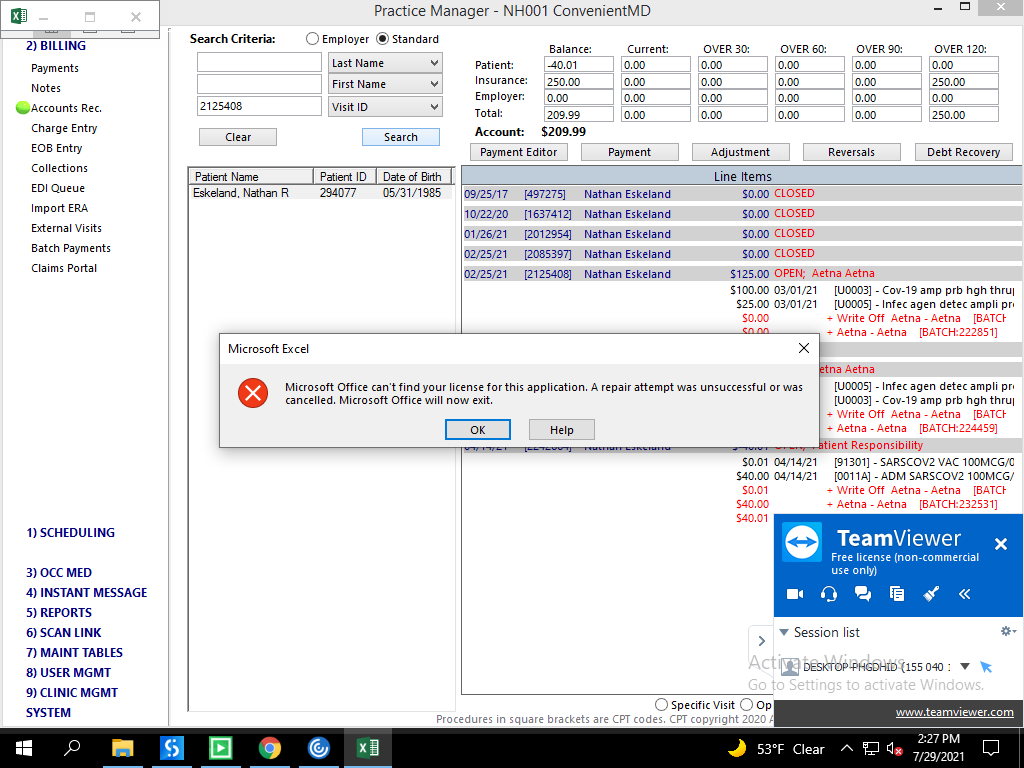 Practice Manager - NH001 ConvenientMD
2) BILLING
Payments
Notes
Accounts Rec.
Charge Entry
EOB Entry
Collections
EDI Queue
Import ERA
External Visits
Batch Payments
Claims Portal
1) SCHEDULING
3) OCC MED
4) INSTANT MESSAGE
5) REPORTS
6) SCAN LINK
7) MAINT TABLES
8) USER MGMT
9) CLINIC MGMT
SYSTEM
Search Criteria: Employer Standard
Last Name
First Name
2125408 Visit ID
Clear Search
Balance: Current: OVER 30: OVER 60: OVER 90: OVER 120:
Patient: -40.01 0.00 0.00 0.00 0.00 0.00
Insurance: 250.00 0.00 0.00 0.00 0.00 250.00
Employer: 0.00 0.00 0.00 0.00 0.00 0.00
Total: 209.99 0.00 0.00 0.00 0.00 250.00
Account: $209.99
Payment Editor Payment Adjustment Reversals Debt Recovery
Patient Name Patient ID Date of Birth
Eskeland, Nathan R 294077 05/31/1985
Line Items
09/25/17 [497275] Nathan Eskeland $0.00 CLOSED
10/22/20 [1637412] Nathan Eskeland $0.00 CLOSED
01/26/21 [2012954] Nathan Eskeland $0.00 CLOSED
02/25/21 [2085397] Nathan Eskeland $0.00 CLOSED
02/25/21 [2125408] Nathan Eskeland $125.00 OPEN; Aetna Aetna
$100.00 03/01/21 [U0003] - Cov-19 amp prb hgh thrup
$25.00 03/01/21 [U0005] - Infec agen detec ampli pr
$0.00 + Write Off Aetna - Aetna [BATCH
$0.00 + Aetna - Aetna [BATCH:222851]
Microsoft Excel
Microsoft Office can't find your license for this application. A repair attempt was unsuccessful or was
cancelled. Microsoft Office will now exit.
OK Help
etna Aetna
[U0005] - Infec agen detec ampli pr
[U0003] - Cov-19 amp prb hgh thrup
+ Write Off Aetna - Aetna [BATCH
+ Aetna - Aetna [BATCH:224459]
04/14/21 Nathan Eskeland $40.01 OPEN; Patient Responsibility
$0.01 04/14/21 [91301] - SARSCOV2 VAC 100MCG/0
$40.00 04/14/21 [0011A] - ADM SARSCOV2 100MCG/
$0.01 + Write Off Aetna - Aetna [BATCH
$40.00 + Aetna - Aetna [BATCH:232531]
$40.01
TeamViewer
Free license (non-commercial
use only)
Session list
DESKTOP-PHGDHID (155 040 :
Activate Windows
Go to Settings to activate Windows.
www.teamviewer.com
Specific Visit Op
Procedures in square brackets are CPT codes. CPT copyright 2020 A
53°F Clear
2:27 PM
7/29/2021